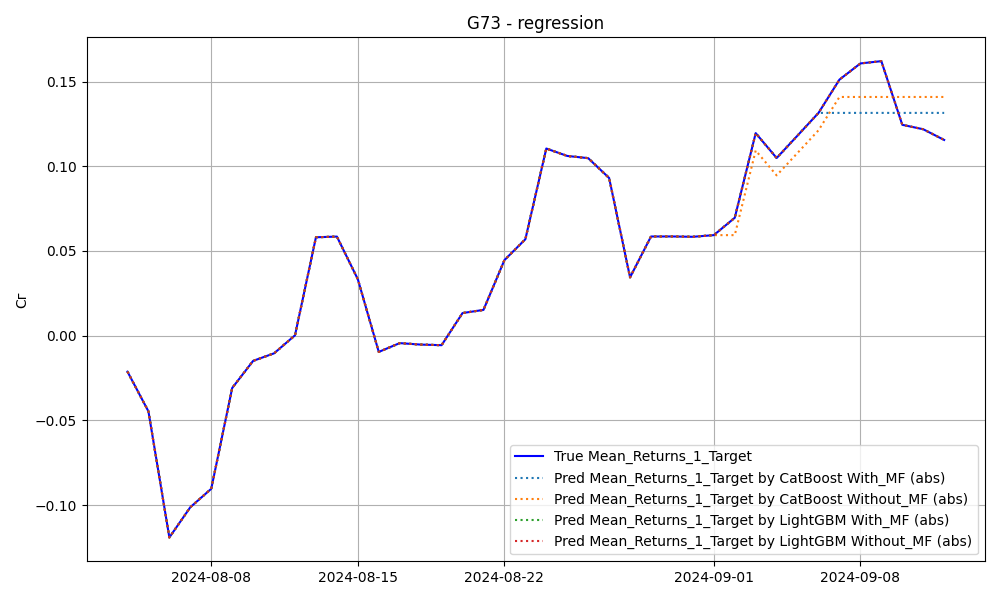 G73 - regression
Cr
0.15
0.10
0.05
0.00
−0.05
−0.10
True Mean_Returns_1_Target
Pred Mean_Returns_1_Target by CatBoost With_MF (abs)
Pred Mean_Returns_1_Target by CatBoost Without_MF (abs)
Pred Mean_Returns_1_Target by LightGBM With_MF (abs)
Pred Mean_Returns_1_Target by LightGBM Without_MF (abs)
2024-08-08
2024-08-15
2024-08-22
2024-09-01
2024-09-08